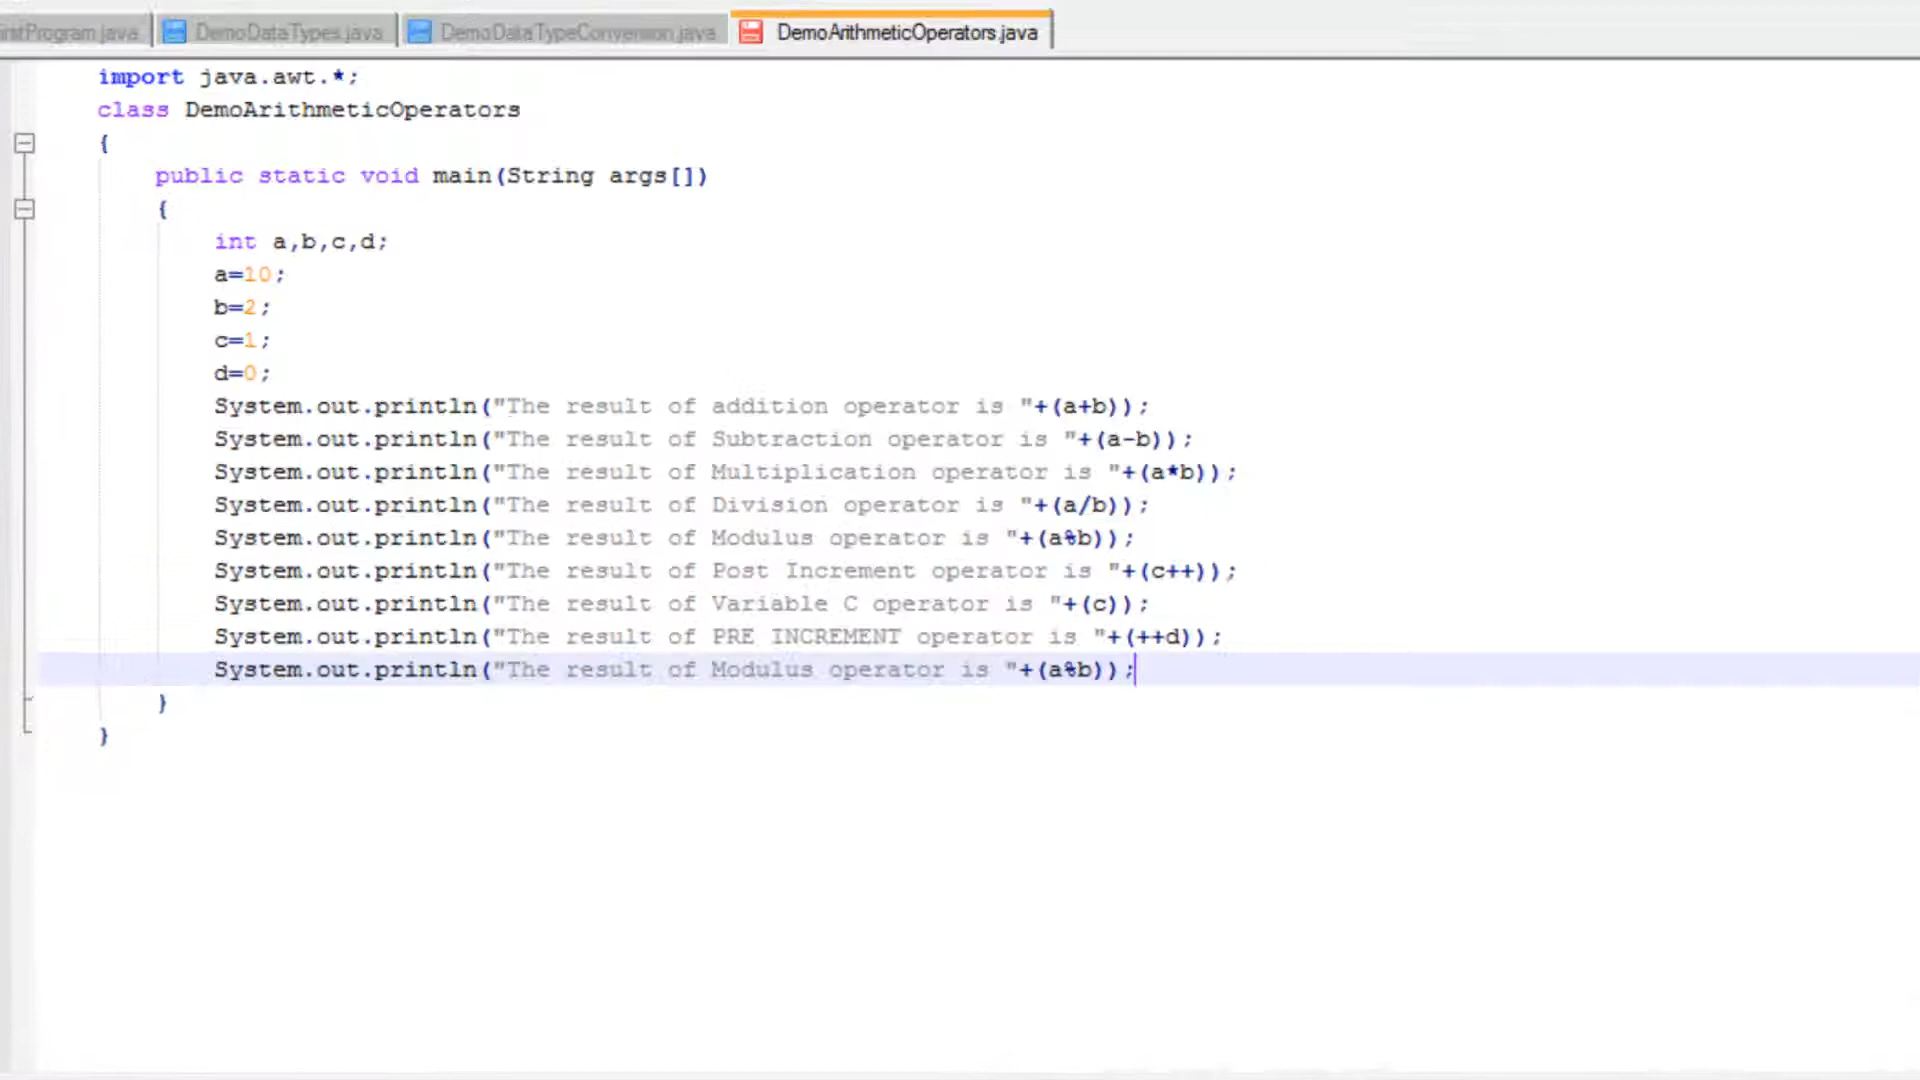 intProgram.java DemoDataTypes.java DemoDataTypeConversion.java DemoArithmeticOperators.java
import java.awt.*;
class DemoArithmeticOperators
{
public static void main(String args[])
{
int a,b,c,d;
a=10;
b=2;
c=1;
d=0;
System.out.println("The result of addition operator is "+(a+b));
System.out.println("The result of Subtraction operator is "+(a-b));
System.out.println("The result of Multiplication operator is "+(a*b));
System.out.println("The result of Division operator is "+(a/b));
System.out.println("The result of Modulus operator is "+(a%b));
System.out.println("The result of Post Increment operator is "+(c++));
System.out.println("The result of Variable C operator is "+(c));
System.out.println("The result of PRE INCREMENT operator is "+(++d));
System.out.println("The result of Modulus operator is "+(a%b));
}
}